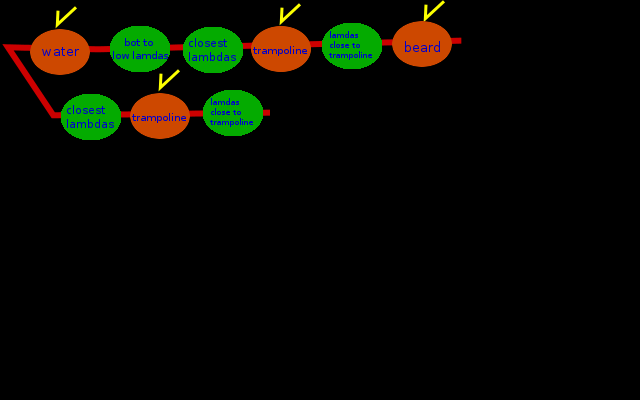 water
bot to
low lamdas
closest
lambdas
trampoline
lamdas
close to
trampoline
beard
closest
lambdas
trampoline
lamdas
close to
trampoline